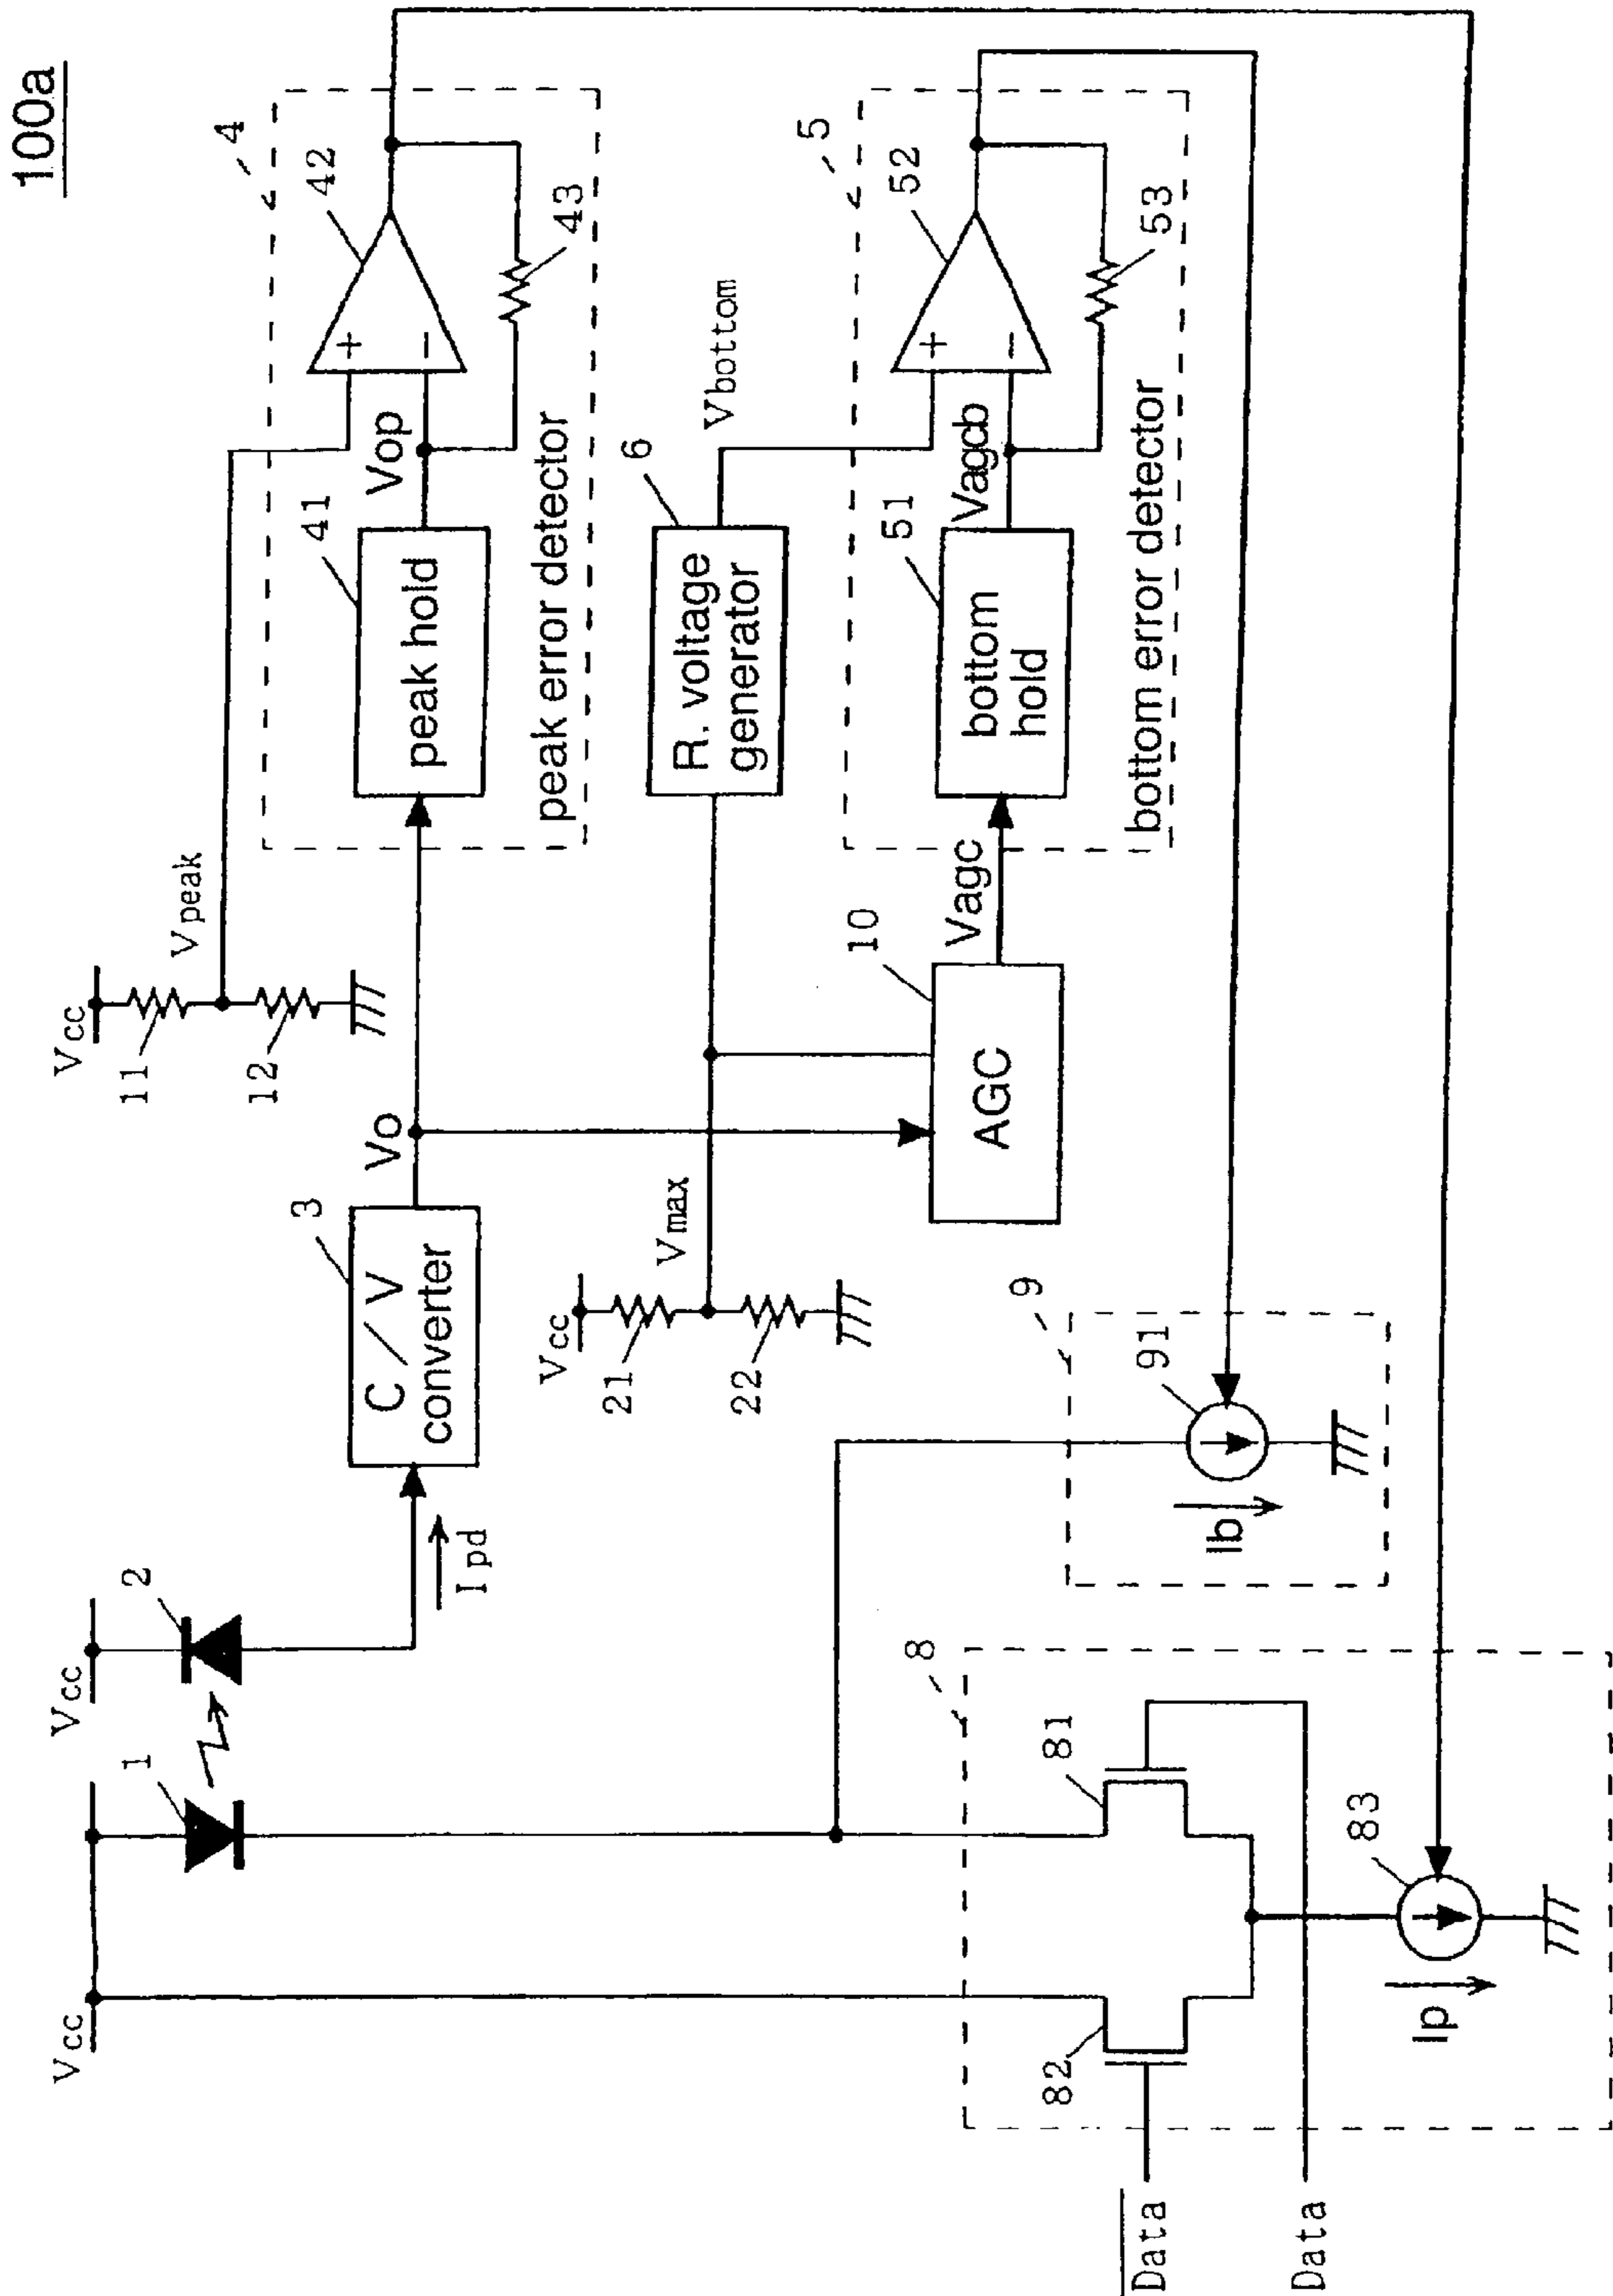 100a
Vcc
Vcc
Vcc
1
2
Ipd
3
C / V
converter
Vo
Vcc
11
12
Vpeak
4
41
peak hold
Vop
+
−
42
43
peak error detector
Vcc
21
22
Vmax
6
R. voltage
generator
Vbottom
10
AGC
Vagc
5
51
bottom
hold
Vagcb
+
−
52
53
bottom error detector
9
91
Ib
8
81
82
83
Ip
Data
Data